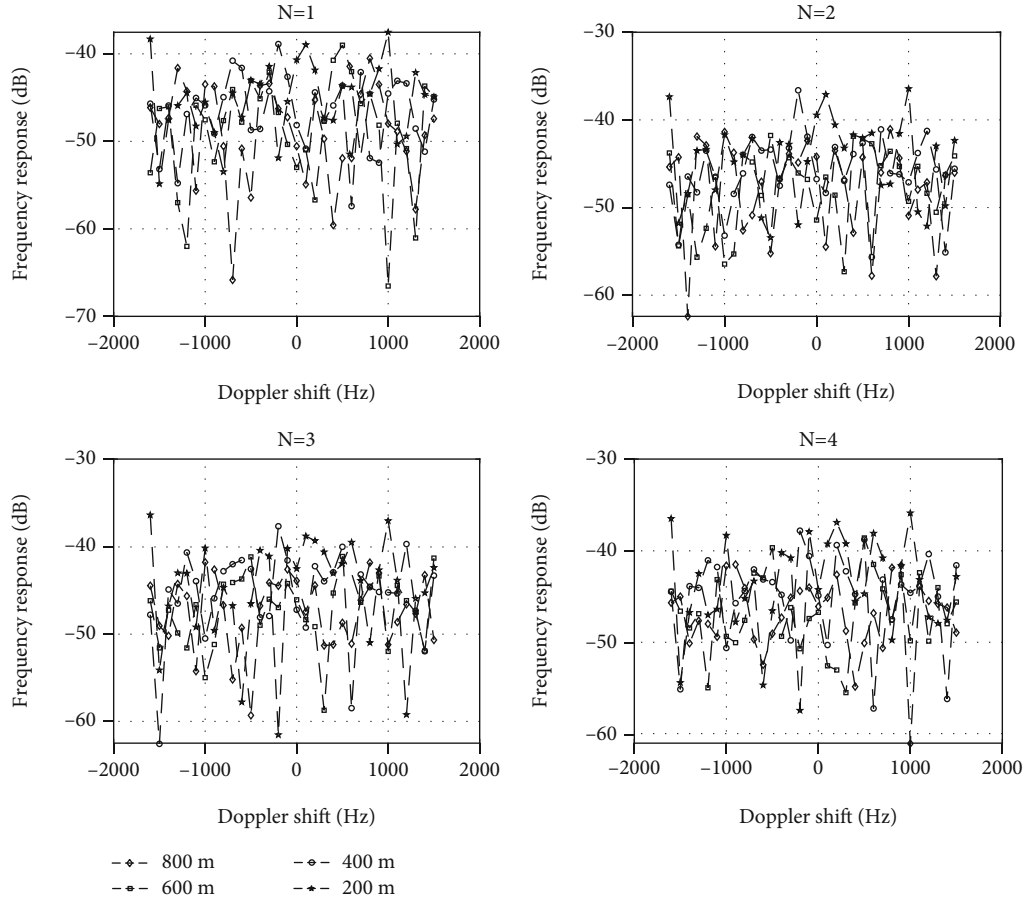 N=1
−40
−50
−60
−70
−2000
−1000
0
1000
2000
Frequency response (dB)
Doppler shift (Hz)
N=2
−30
−40
−50
−60
−2000
−1000
0
1000
2000
Frequency response (dB)
Doppler shift (Hz)
N=3
−30
−40
−50
−60
−2000
−1000
0
1000
2000
Frequency response (dB)
Doppler shift (Hz)
N=4
−30
−40
−50
−60
−2000
−1000
0
1000
2000
Frequency response (dB)
Doppler shift (Hz)
800 m
600 m
400 m
200 m